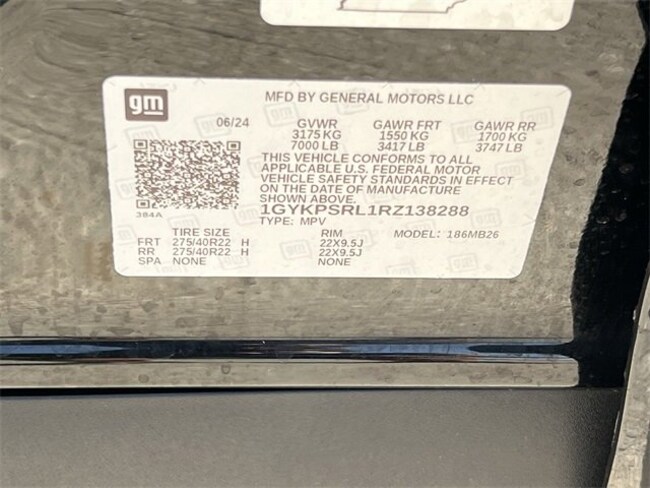 gm
MFD BY GENERAL MOTORS LLC
06/24 GVWR GAWR FRT GAWR RR
3175 KG 1550 KG 1700 KG
7000 LB 3417 LB 3747 LB
THIS VEHICLE CONFORMS TO ALL
APPLICABLE U.S. FEDERAL MOTOR
VEHICLE SAFETY STANDARDS IN EFFECT
ON THE DATE OF MANUFACTURE
SHOWN ABOVE.
384A
1GYKPSRL1RZ138288
TYPE: MPV
TIRE SIZE RIM MODEL: 186MB26
FRT 275/40R22 H 22X9.5J
RR 275/40R22 H 22X9.5J
SPA NONE NONE